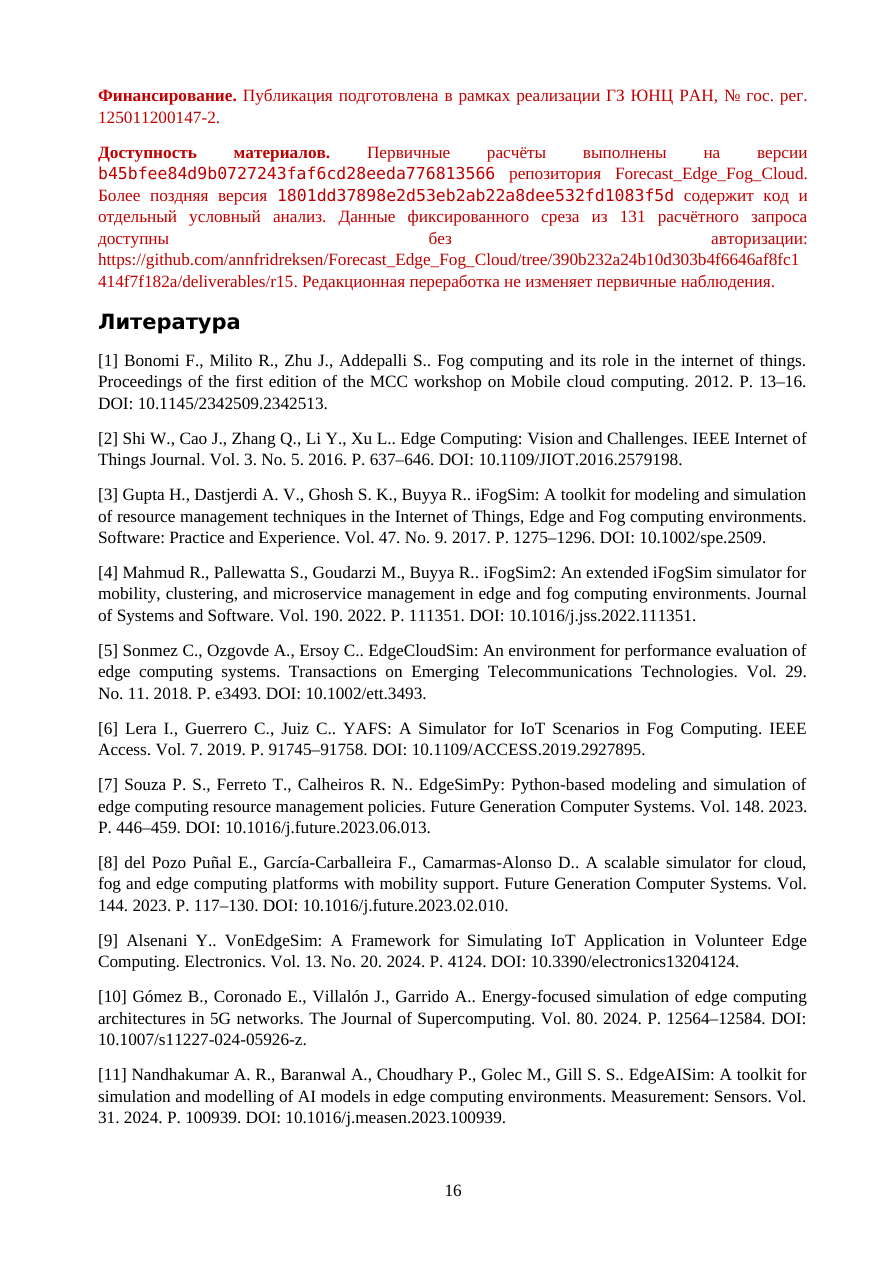 Финансирование. Публикация подготовлена в рамках реализации ГЗ ЮНЦ РАН, № гос. рег.
125011200147-2.
Доступность материалов. Первичные расчёты выполнены на версии
b45bfee84d9b0727243faf6cd28eeda776813566 репозитория Forecast_Edge_Fog_Cloud.
Более поздняя версия 1801dd37898e2d53eb2ab22a8dee532fd1083f5d содержит код и
отдельный условный анализ. Данные фиксированного среза из 131 расчётного запроса
доступны без авторизации:
https://github.com/annfridreksen/Forecast_Edge_Fog_Cloud/tree/390b232a24b10d303b4f6646af8fc1
414f7f182a/deliverables/r15. Редакционная переработка не изменяет первичные наблюдения.
Литература
[1] Bonomi F., Milito R., Zhu J., Addepalli S.. Fog computing and its role in the internet of things.
Proceedings of the first edition of the MCC workshop on Mobile cloud computing. 2012. P. 13–16.
DOI: 10.1145/2342509.2342513.
[2] Shi W., Cao J., Zhang Q., Li Y., Xu L.. Edge Computing: Vision and Challenges. IEEE Internet of
Things Journal. Vol. 3. No. 5. 2016. P. 637–646. DOI: 10.1109/JIOT.2016.2579198.
[3] Gupta H., Dastjerdi A. V., Ghosh S. K., Buyya R.. iFogSim: A toolkit for modeling and simulation
of resource management techniques in the Internet of Things, Edge and Fog computing environments.
Software: Practice and Experience. Vol. 47. No. 9. 2017. P. 1275–1296. DOI: 10.1002/spe.2509.
[4] Mahmud R., Pallewatta S., Goudarzi M., Buyya R.. iFogSim2: An extended iFogSim simulator for
mobility, clustering, and microservice management in edge and fog computing environments. Journal
of Systems and Software. Vol. 190. 2022. P. 111351. DOI: 10.1016/j.jss.2022.111351.
[5] Sonmez C., Ozgovde A., Ersoy C.. EdgeCloudSim: An environment for performance evaluation of
edge computing systems. Transactions on Emerging Telecommunications Technologies. Vol. 29.
No. 11. 2018. P. e3493. DOI: 10.1002/ett.3493.
[6] Lera I., Guerrero C., Juiz C.. YAFS: A Simulator for IoT Scenarios in Fog Computing. IEEE
Access. Vol. 7. 2019. P. 91745–91758. DOI: 10.1109/ACCESS.2019.2927895.
[7] Souza P. S., Ferreto T., Calheiros R. N.. EdgeSimPy: Python-based modeling and simulation of
edge computing resource management policies. Future Generation Computer Systems. Vol. 148. 2023.
P. 446–459. DOI: 10.1016/j.future.2023.06.013.
[8] del Pozo Puñal E., García-Carballeira F., Camarmas-Alonso D.. A scalable simulator for cloud,
fog and edge computing platforms with mobility support. Future Generation Computer Systems. Vol.
144. 2023. P. 117–130. DOI: 10.1016/j.future.2023.02.010.
[9] Alsenani Y.. VonEdgeSim: A Framework for Simulating IoT Application in Volunteer Edge
Computing. Electronics. Vol. 13. No. 20. 2024. P. 4124. DOI: 10.3390/electronics13204124.
[10] Gómez B., Coronado E., Villalón J., Garrido A.. Energy-focused simulation of edge computing
architectures in 5G networks. The Journal of Supercomputing. Vol. 80. 2024. P. 12564–12584. DOI:
10.1007/s11227-024-05926-z.
[11] Nandhakumar A. R., Baranwal A., Choudhary P., Golec M., Gill S. S.. EdgeAISim: A toolkit for
simulation and modelling of AI models in edge computing environments. Measurement: Sensors. Vol.
31. 2024. P. 100939. DOI: 10.1016/j.measen.2023.100939.
16